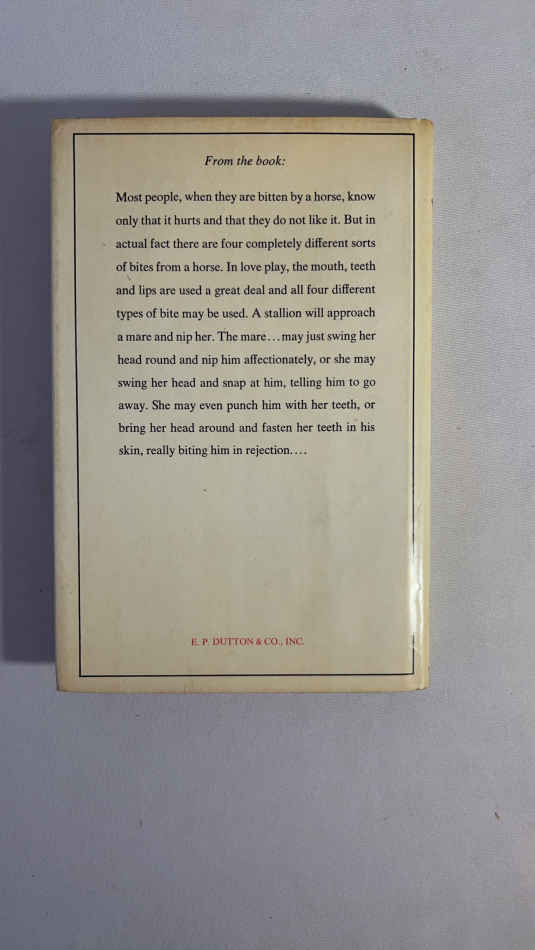 From the book:
Most people, when they are bitten by a horse, know
only that it hurts and that they do not like it. But in
actual fact there are four completely different sorts
of bites from a horse. In love play, the mouth, teeth
and lips are used a great deal and all four different
types of bite may be used. A stallion will approach
a mare and nip her. The mare...may just swing her
head round and nip him affectionately, or she may
swing her head and snap at him, telling him to go
away. She may even punch him with her teeth, or
bring her head around and fasten her teeth in his
skin, really biting him in rejection....
E. P. DUTTON & CO., INC.